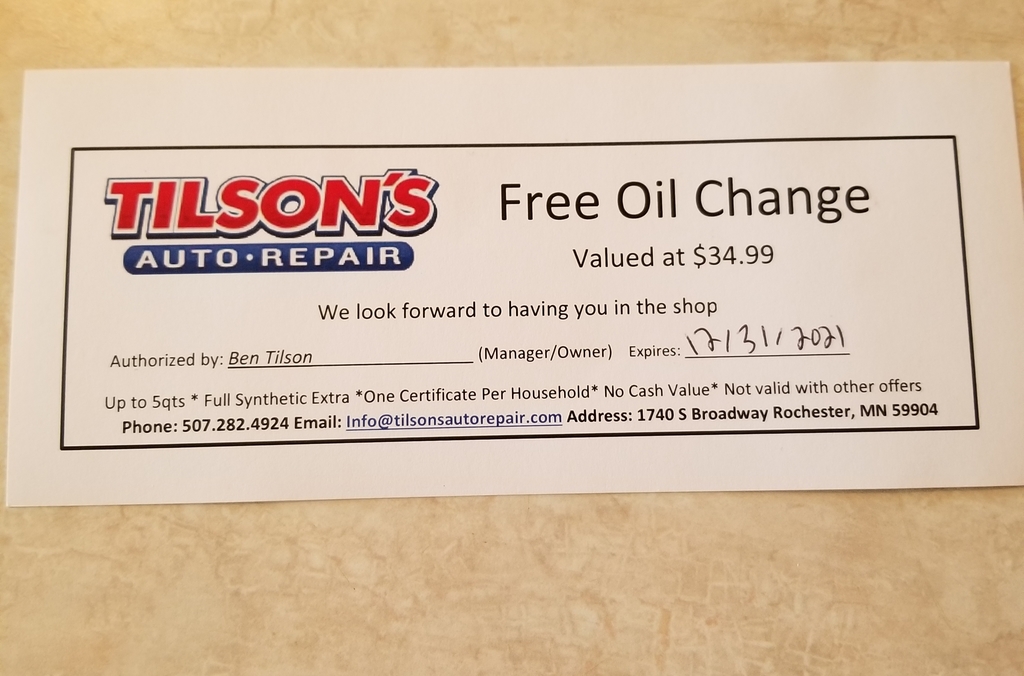 TILSON'S
AUTO • REPAIR
Free Oil Change
Valued at $34.99
We look forward to having you in the shop
Authorized by: Ben Tilson (Manager/Owner) Expires: 12/31/2021
Up to 5qts * Full Synthetic Extra *One Certificate Per Household* No Cash Value* Not valid with other offers
Phone: 507.282.4924 Email: Info@tilsonsautorepair.com Address: 1740 S Broadway Rochester, MN 59904